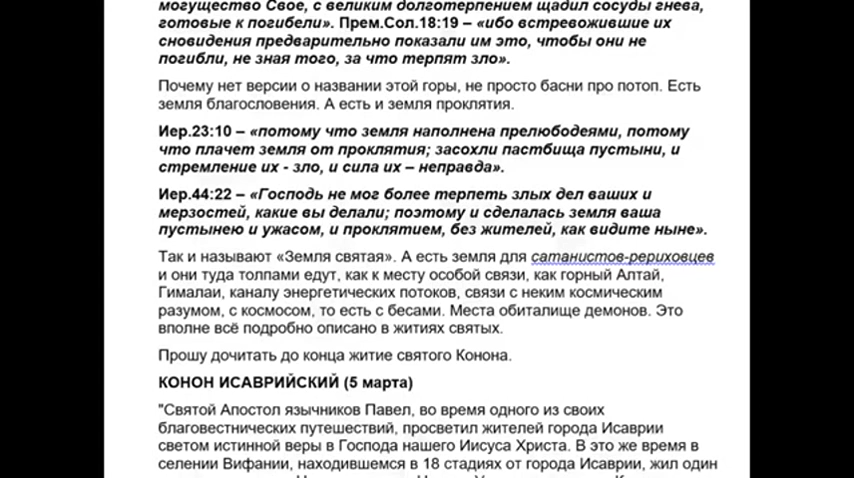 могущество Свое, с великим долготерпением щадил сосуды гнева,
готовые к погибели». Прем.Сол.18:19 – «ибо встревожившие их
сновидения предварительно показали им это, чтобы они не
погибли, не зная того, за что терпят зло».
Почему нет версии о названии этой горы, не просто басни про потоп. Есть
земля благословения. А есть и земля проклятия.
Иер.23:10 – «потому что земля наполнена прелюбодеями, потому
что плачет земля от проклятия; засохли пастбища пустыни, и
стремление их - зло, и сила их – неправда».
Иер.44:22 – «Господь не мог более терпеть злых дел ваших и
мерзостей, какие вы делали; поэтому и сделалась земля ваша
пустынею и ужасом, и проклятием, без жителей, как видите ныне».
Так и называют «Земля святая». А есть земля для сатанистов-рериховцев
и они туда толпами едут, как к месту особой связи, как горный Алтай,
Гималаи, каналу энергетических потоков, связи с неким космическим
разумом, с космосом, то есть с бесами. Места обиталище демонов. Это
вполне всё подробно описано в житиях святых.
Прошу дочитать до конца житие святого Конона.
КОНОН ИСАВРИЙСКИЙ (5 марта)
"Святой Апостол язычников Павел, во время одного из своих
благовестнических путешествий, просветил жителей города Исаврии
светом истинной веры в Господа нашего Иисуса Христа. В это же время в
селении Вифании, находившемся в 18 стадиях от города Исаврии, жил один